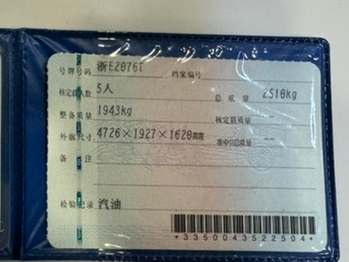 号牌号码 浙E2076t 档案编号
核定载人数 5人 总质量 2510kg
整备质量 1943kg 核定载质量 --
外廓尺寸 4726×1927×1620mm 准牵引总质量 --
备注
检验记录 汽油
*3350043522504*